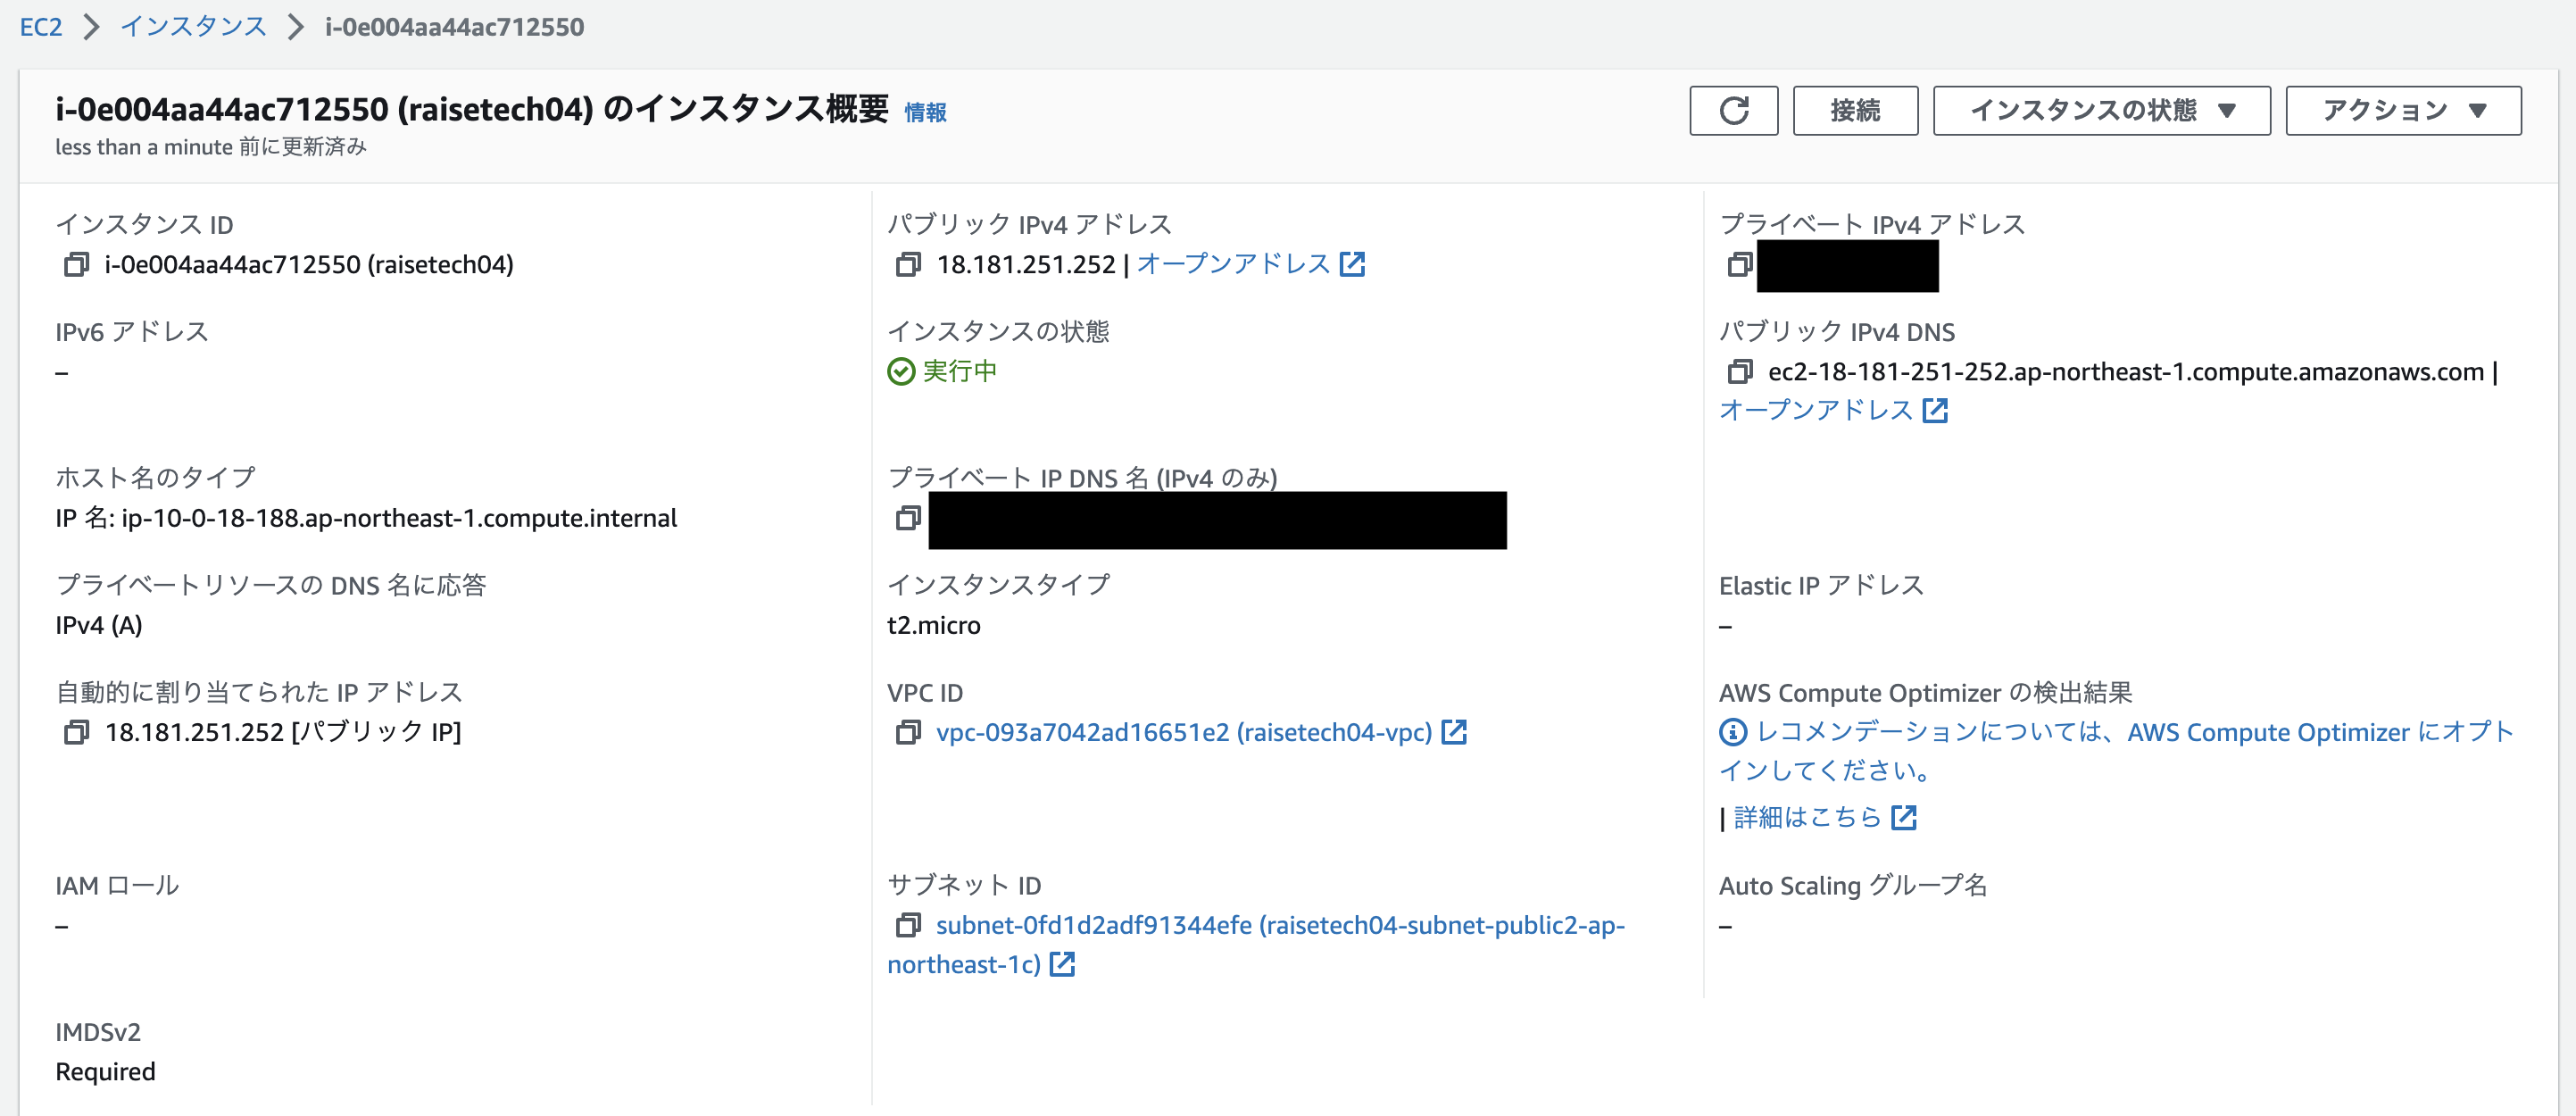 EC2 > インスタンス > i-0e004aa44ac712550
i-0e004aa44ac712550 (raisetech04) のインスタンス概要 情報
less than a minute 前に更新済み
接続
インスタンスの状態 ▼
アクション ▼
インスタンス ID
i-0e004aa44ac712550 (raisetech04)
パブリック IPv4 アドレス
18.181.251.252 | オープンアドレス
プライベート IPv4 アドレス
IPv6 アドレス
–
インスタンスの状態
実行中
パブリック IPv4 DNS
ec2-18-181-251-252.ap-northeast-1.compute.amazonaws.com |
オープンアドレス
ホスト名のタイプ
IP 名: ip-10-0-18-188.ap-northeast-1.compute.internal
プライベート IP DNS 名 (IPv4 のみ)
プライベートリソースの DNS 名に応答
IPv4 (A)
インスタンスタイプ
t2.micro
Elastic IP アドレス
–
自動的に割り当てられた IP アドレス
18.181.251.252 [パブリック IP]
VPC ID
vpc-093a7042ad16651e2 (raisetech04-vpc)
AWS Compute Optimizer の検出結果
レコメンデーションについては、AWS Compute Optimizer にオプト
インしてください。
| 詳細はこちら
IAM ロール
–
サブネット ID
subnet-0fd1d2adf91344efe (raisetech04-subnet-public2-ap-
northeast-1c)
Auto Scaling グループ名
–
IMDSv2
Required